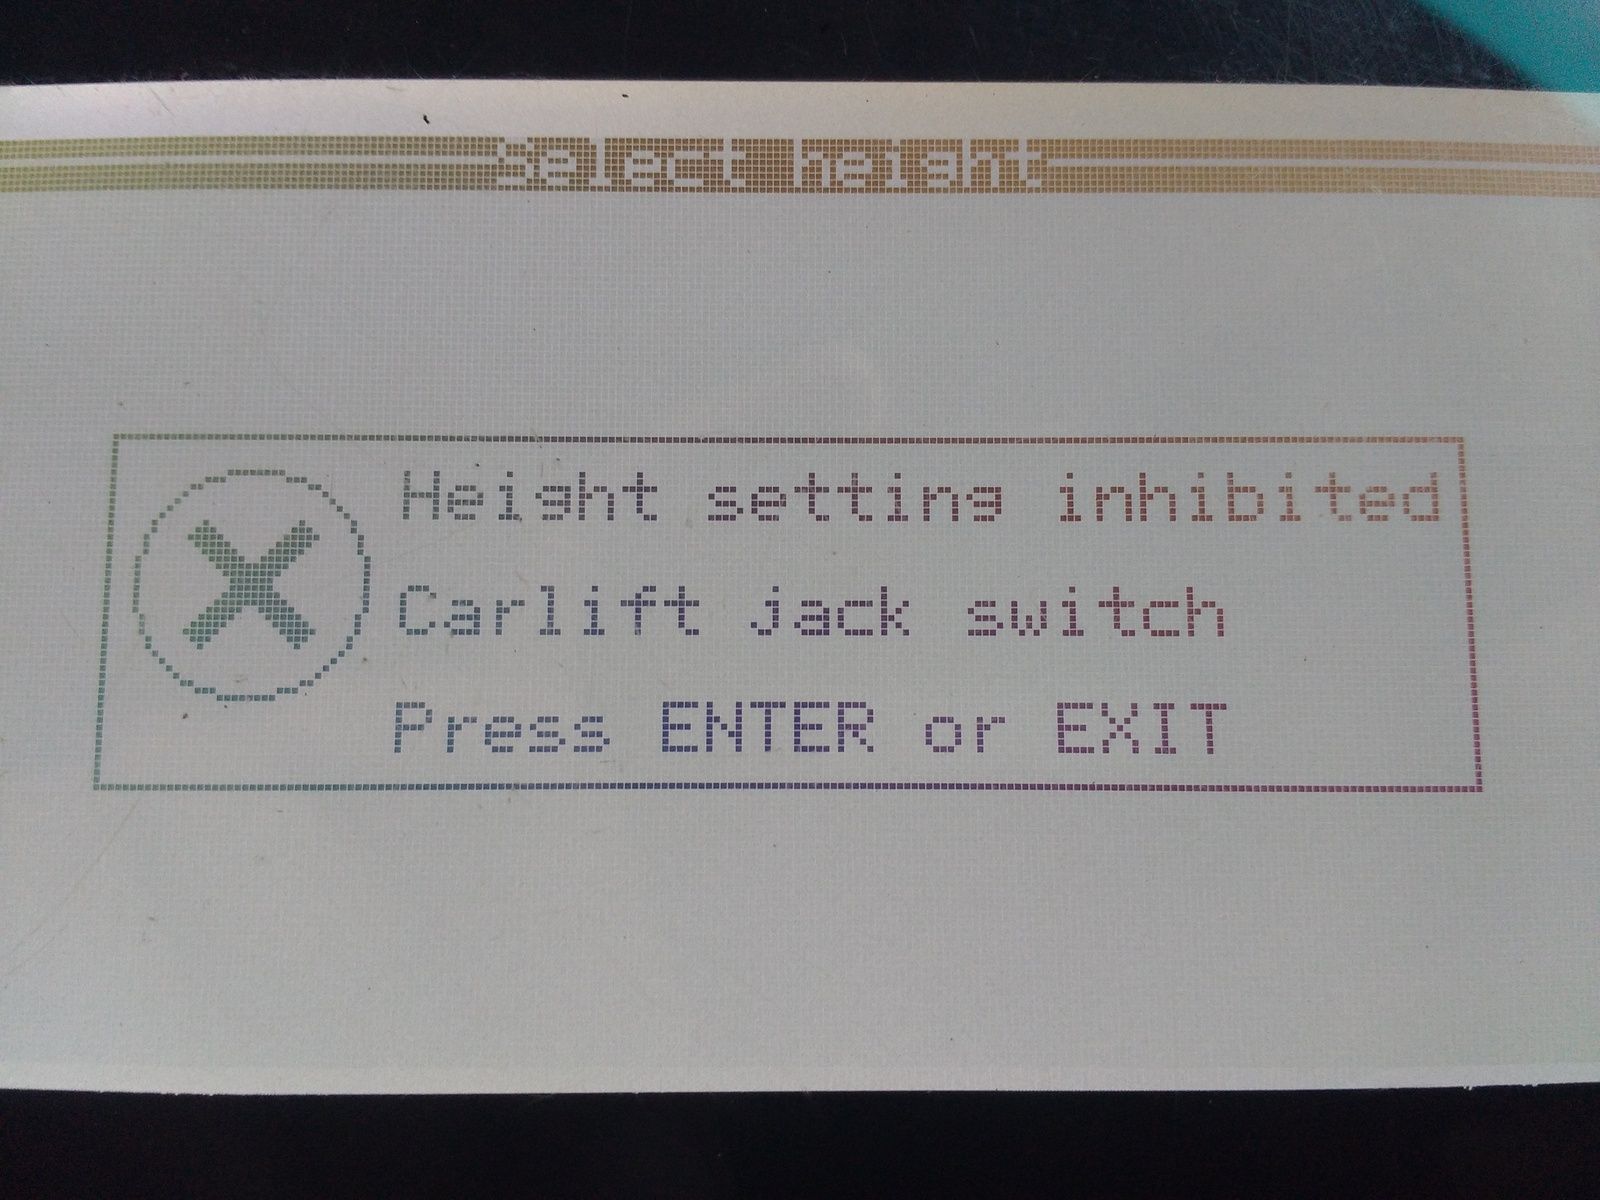 Select height
Height setting inhibited
Carlift jack switch
Press ENTER or EXIT